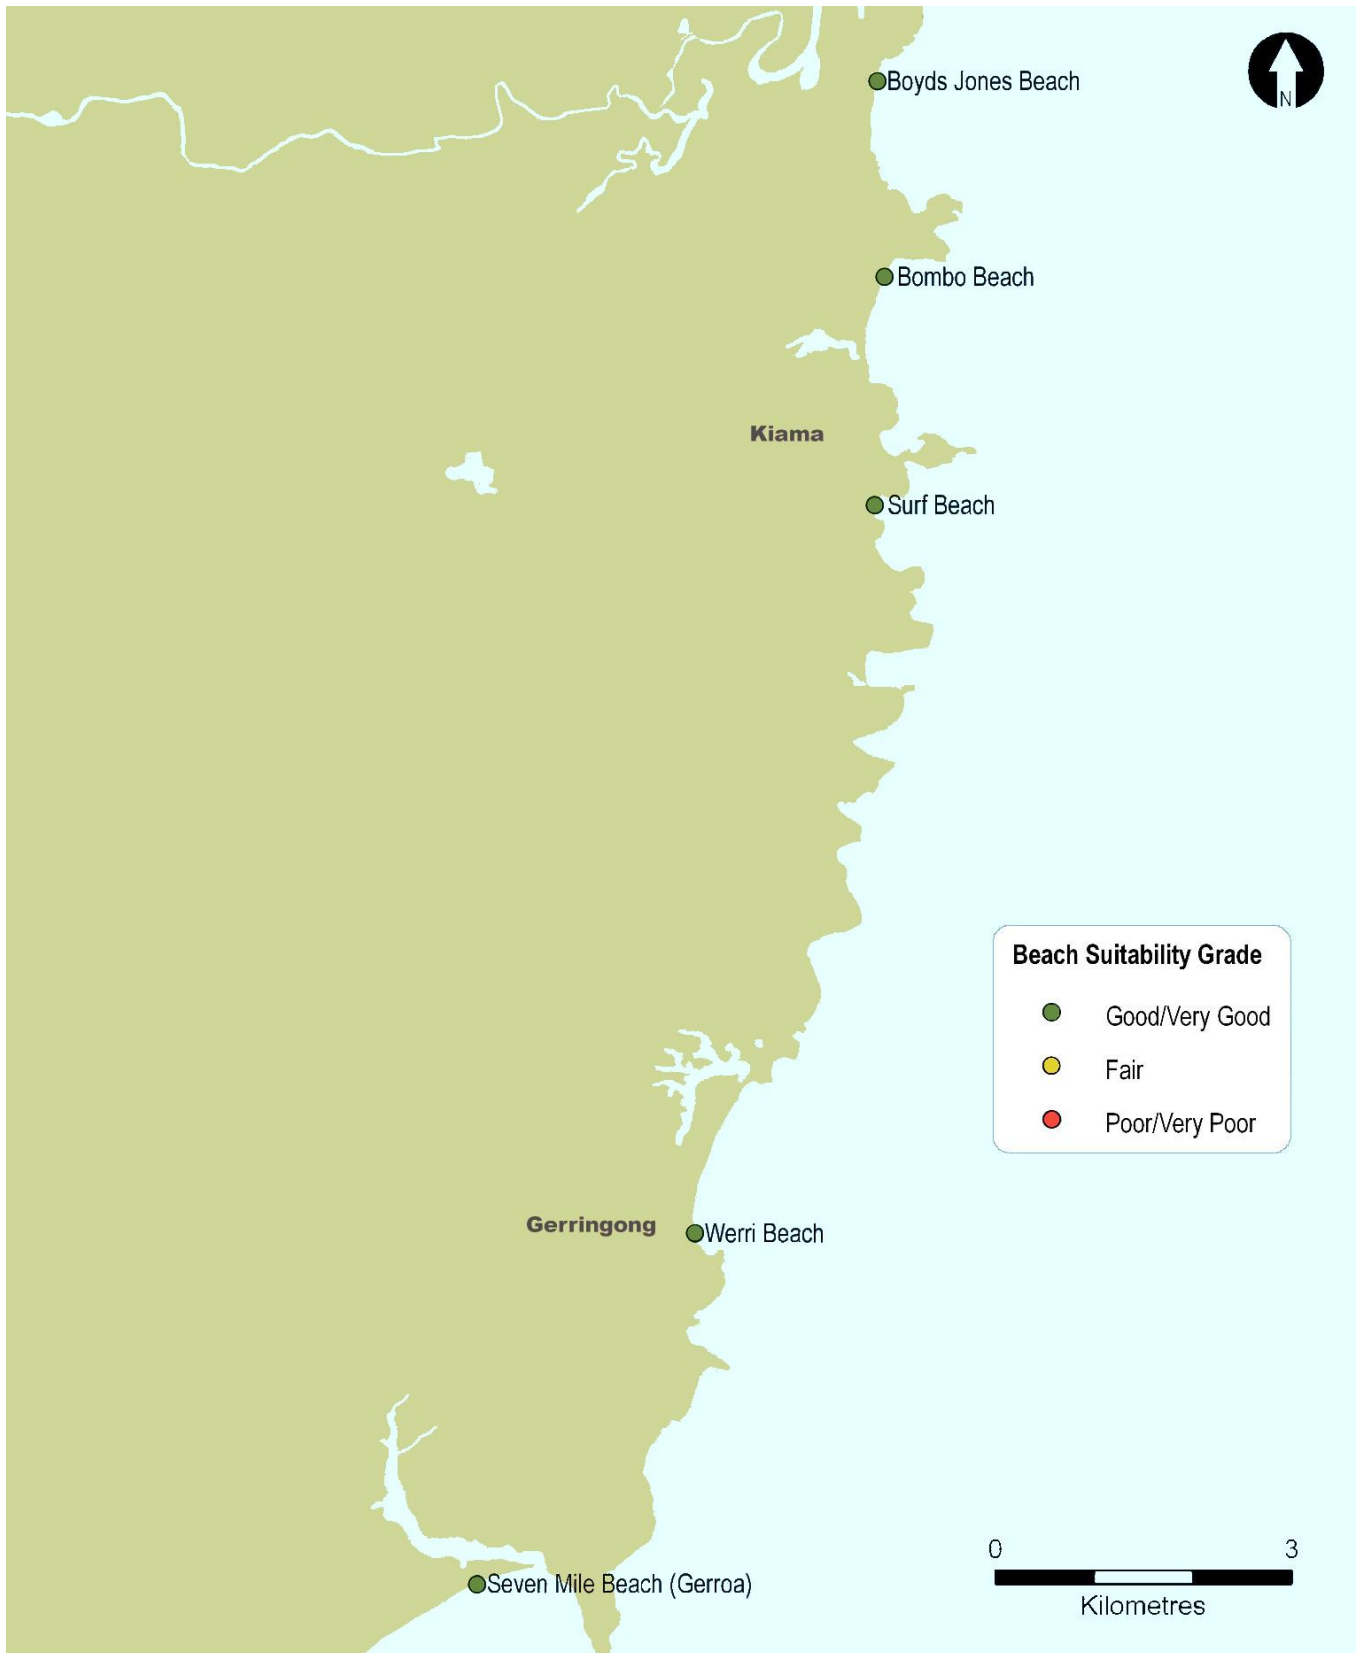 N
Boyds Jones Beach
Bombo Beach
Kiama
Surf Beach
Beach Suitability Grade
Good/Very Good
Fair
Poor/Very Poor
Gerringong
Werri Beach
Seven Mile Beach (Gerroa)
0 3
Kilometres